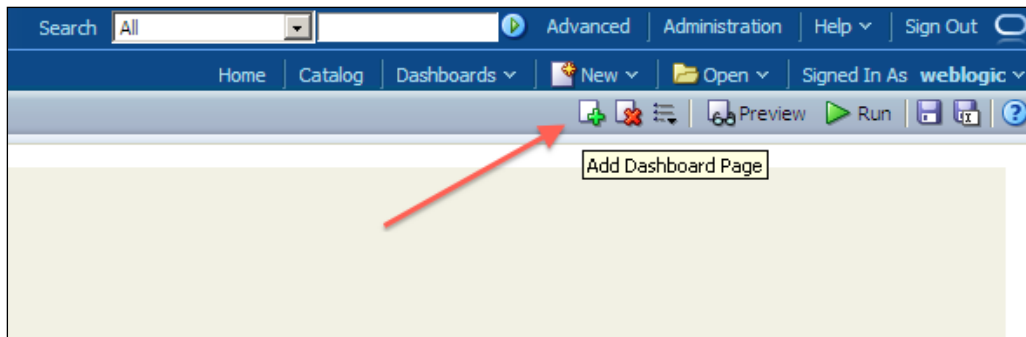 Search All Advanced Administration Help Sign Out
Home Catalog Dashboards New Open Signed In As weblogic
Preview Run
Add Dashboard Page